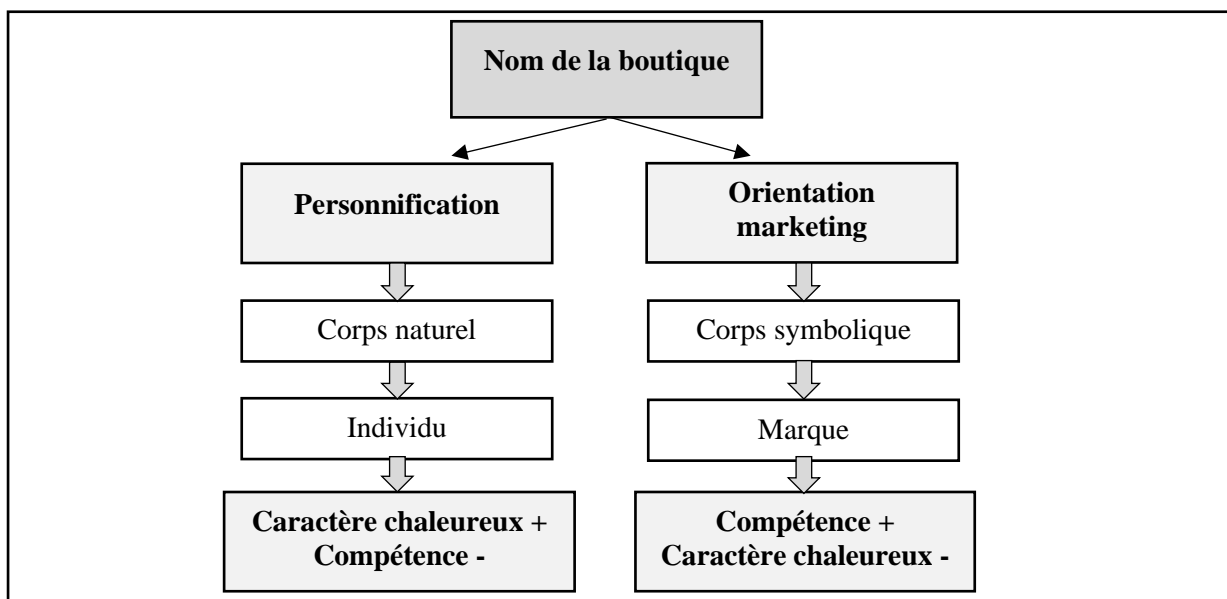 Nom de la boutique
Personnification
Orientation
marketing
Corps naturel
Corps symbolique
Individu
Marque
Caractère chaleureux +
Compétence -
Compétence +
Caractère chaleureux -